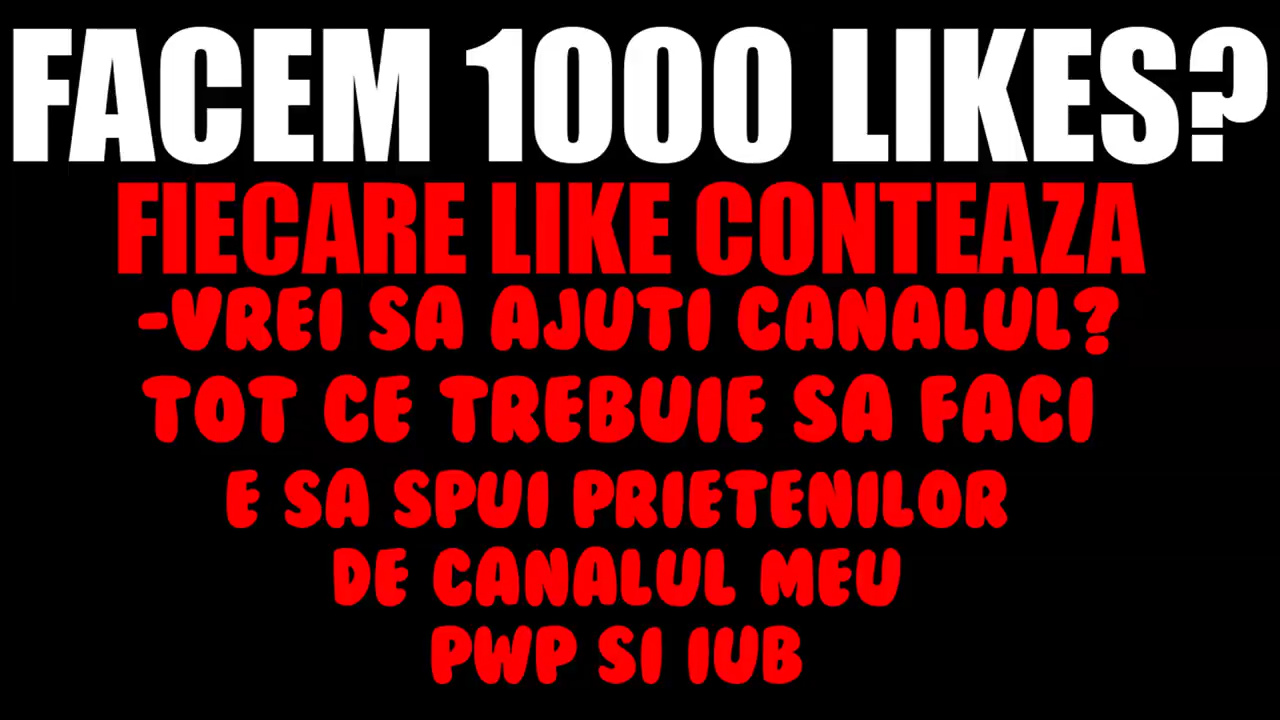 FACEM 1000 LIKES?
FIECARE LIKE CONTEAZA
-VREI SA AJUTI CANALUL?
TOT CE TREBUIE SA FACI
E SA SPUI PRIETENILOR
DE CANALUL MEU
PWP SI IUB